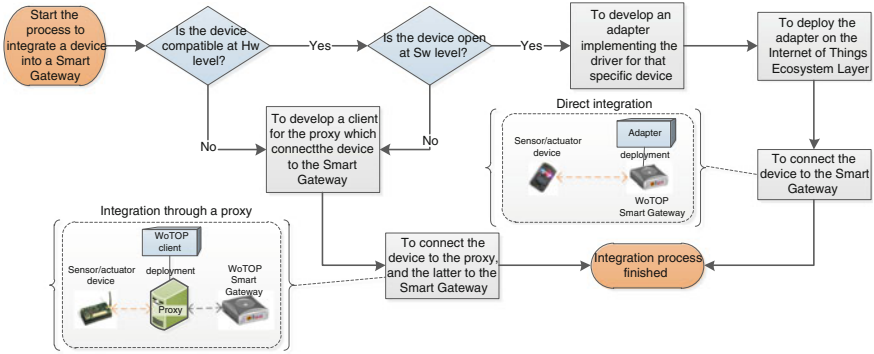 Start the
process to
integrate a device
into a Smart
Gateway
Is the device
compatible at Hw
level?
Yes
Is the device open
at Sw level?
Yes
To develop an
adapter
implementing the
driver for that
specific device
To deploy the
adapter on the
Internet of Things
Ecosystem Layer
No
To develop a client
for the proxy which
connectthe device
to the Smart
Gateway
No
Direct integration
Sensor/actuator
device
Adapter
deployment
WoTOP
Smart Gateway
To connect the
device to the Smart
Gateway
Integration through a proxy
WoTOP
client
Sensor/actuator
device
deployment
Proxy
WoTOP
Smart
Gateway
To connect the
device to the proxy,
and the latter to the
Smart Gateway
Integration process
finished